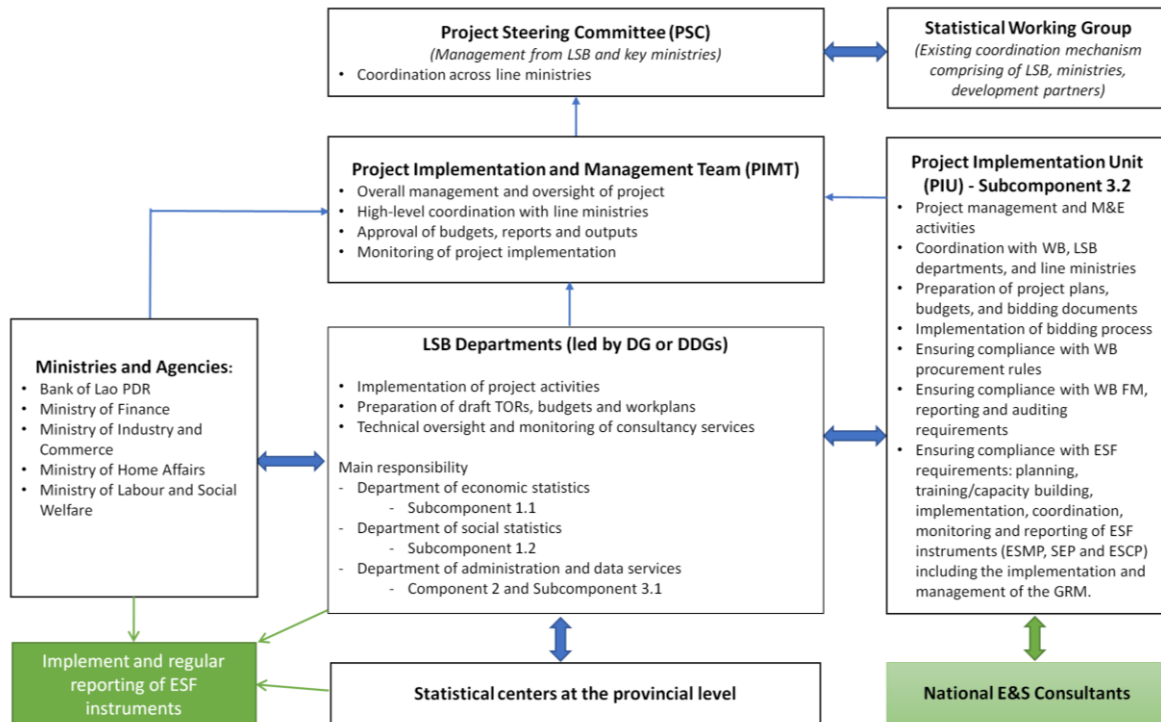 Project Steering Committee (PSC)
(Management from LSB and key ministries)
• Coordination across line ministries
Statistical Working Group
(Existing coordination mechanism
comprising of LSB, ministries,
development partners)
Project Implementation and Management Team (PIMT)
• Overall management and oversight of project
• High-level coordination with line ministries
• Approval of budgets, reports and outputs
• Monitoring of project implementation
Project Implementation Unit
(PIU) - Subcomponent 3.2
• Project management and M&E
activities
• Coordination with WB, LSB
departments, and line ministries
• Preparation of project plans,
budgets, and bidding documents
• Implementation of bidding process
• Ensuring compliance with WB
procurement rules
• Ensuring compliance with WB FM,
reporting and auditing
requirements
• Ensuring compliance with ESF
requirements: planning,
training/capacity building,
implementation, coordination,
monitoring and reporting of ESF
instruments (ESMP, SEP and ESCP)
including the implementation and
management of the GRM.
Ministries and Agencies:
• Bank of Lao PDR
• Ministry of Finance
• Ministry of Industry and
Commerce
• Ministry of Home Affairs
• Ministry of Labour and Social
Welfare
LSB Departments (led by DG or DDGs)
• Implementation of project activities
• Preparation of draft TORs, budgets and workplans
• Technical oversight and monitoring of consultancy services
Main responsibility
- Department of economic statistics
- Subcomponent 1.1
- Department of social statistics
- Subcomponent 1.2
- Department of administration and data services
- Component 2 and Subcomponent 3.1
Implement and regular
reporting of ESF
instruments
Statistical centers at the provincial level
National E&S Consultants